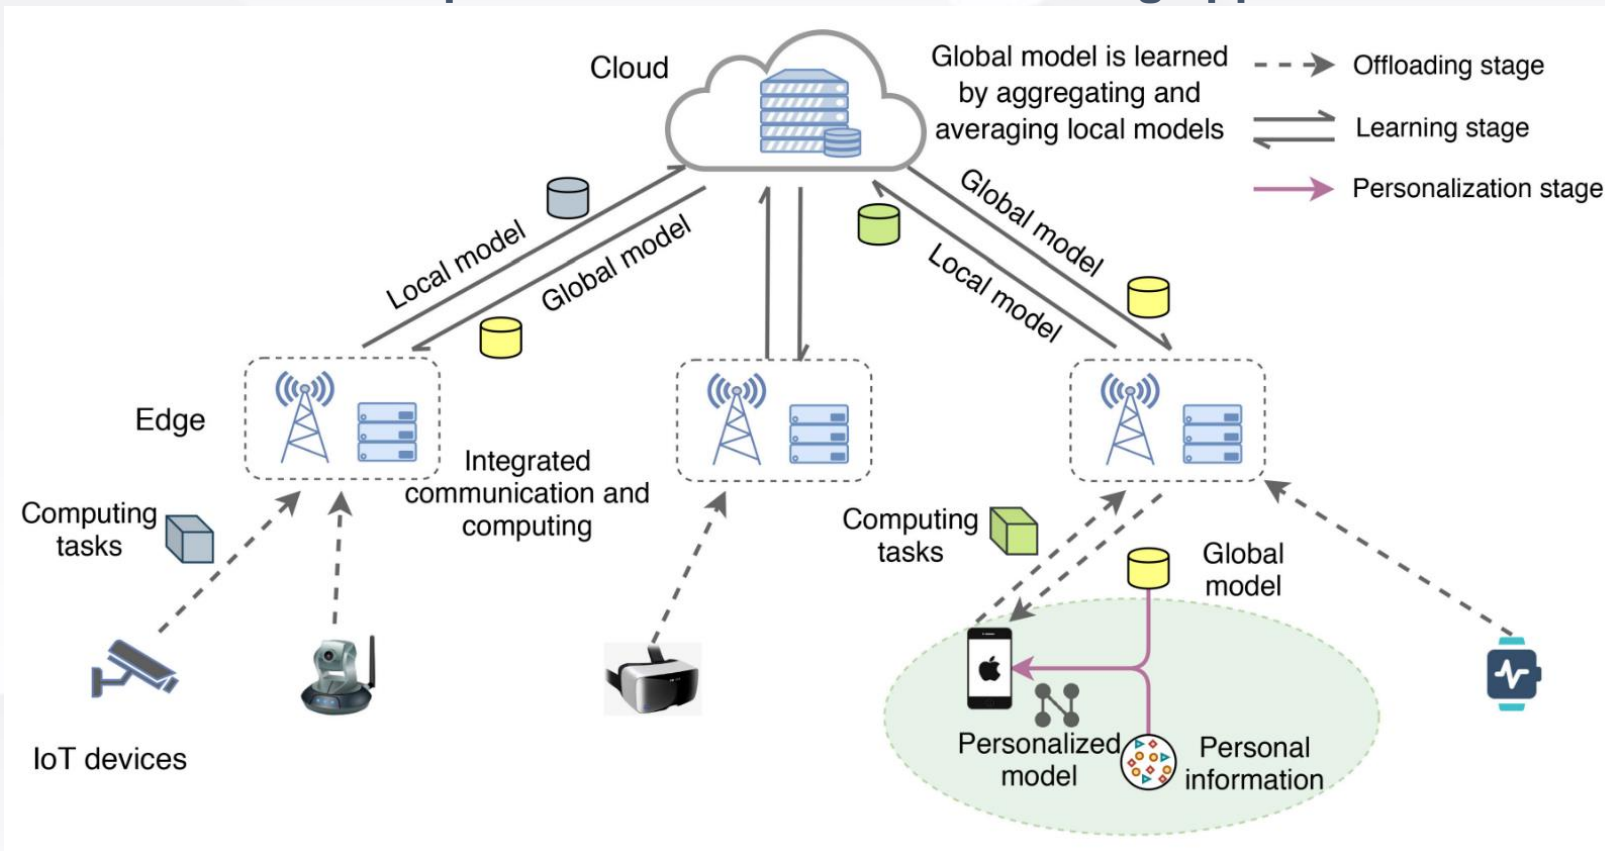 Cloud
Global model is learned
by aggregating and
averaging local models
Offloading stage
Learning stage
Personalization stage
Local model
Global model
Global model
Local model
Edge
Integrated
communication and
computing
Computing
tasks
Computing
tasks
Global
model
IoT devices
Personalized
model
Personal
information